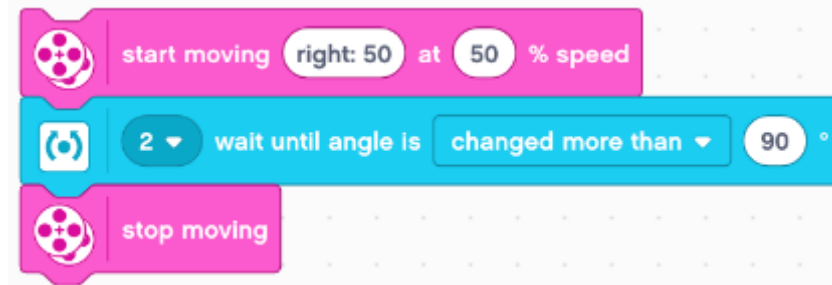 start moving right: 50 at 50 % speed
2 wait until angle is changed more than 90 °
stop moving